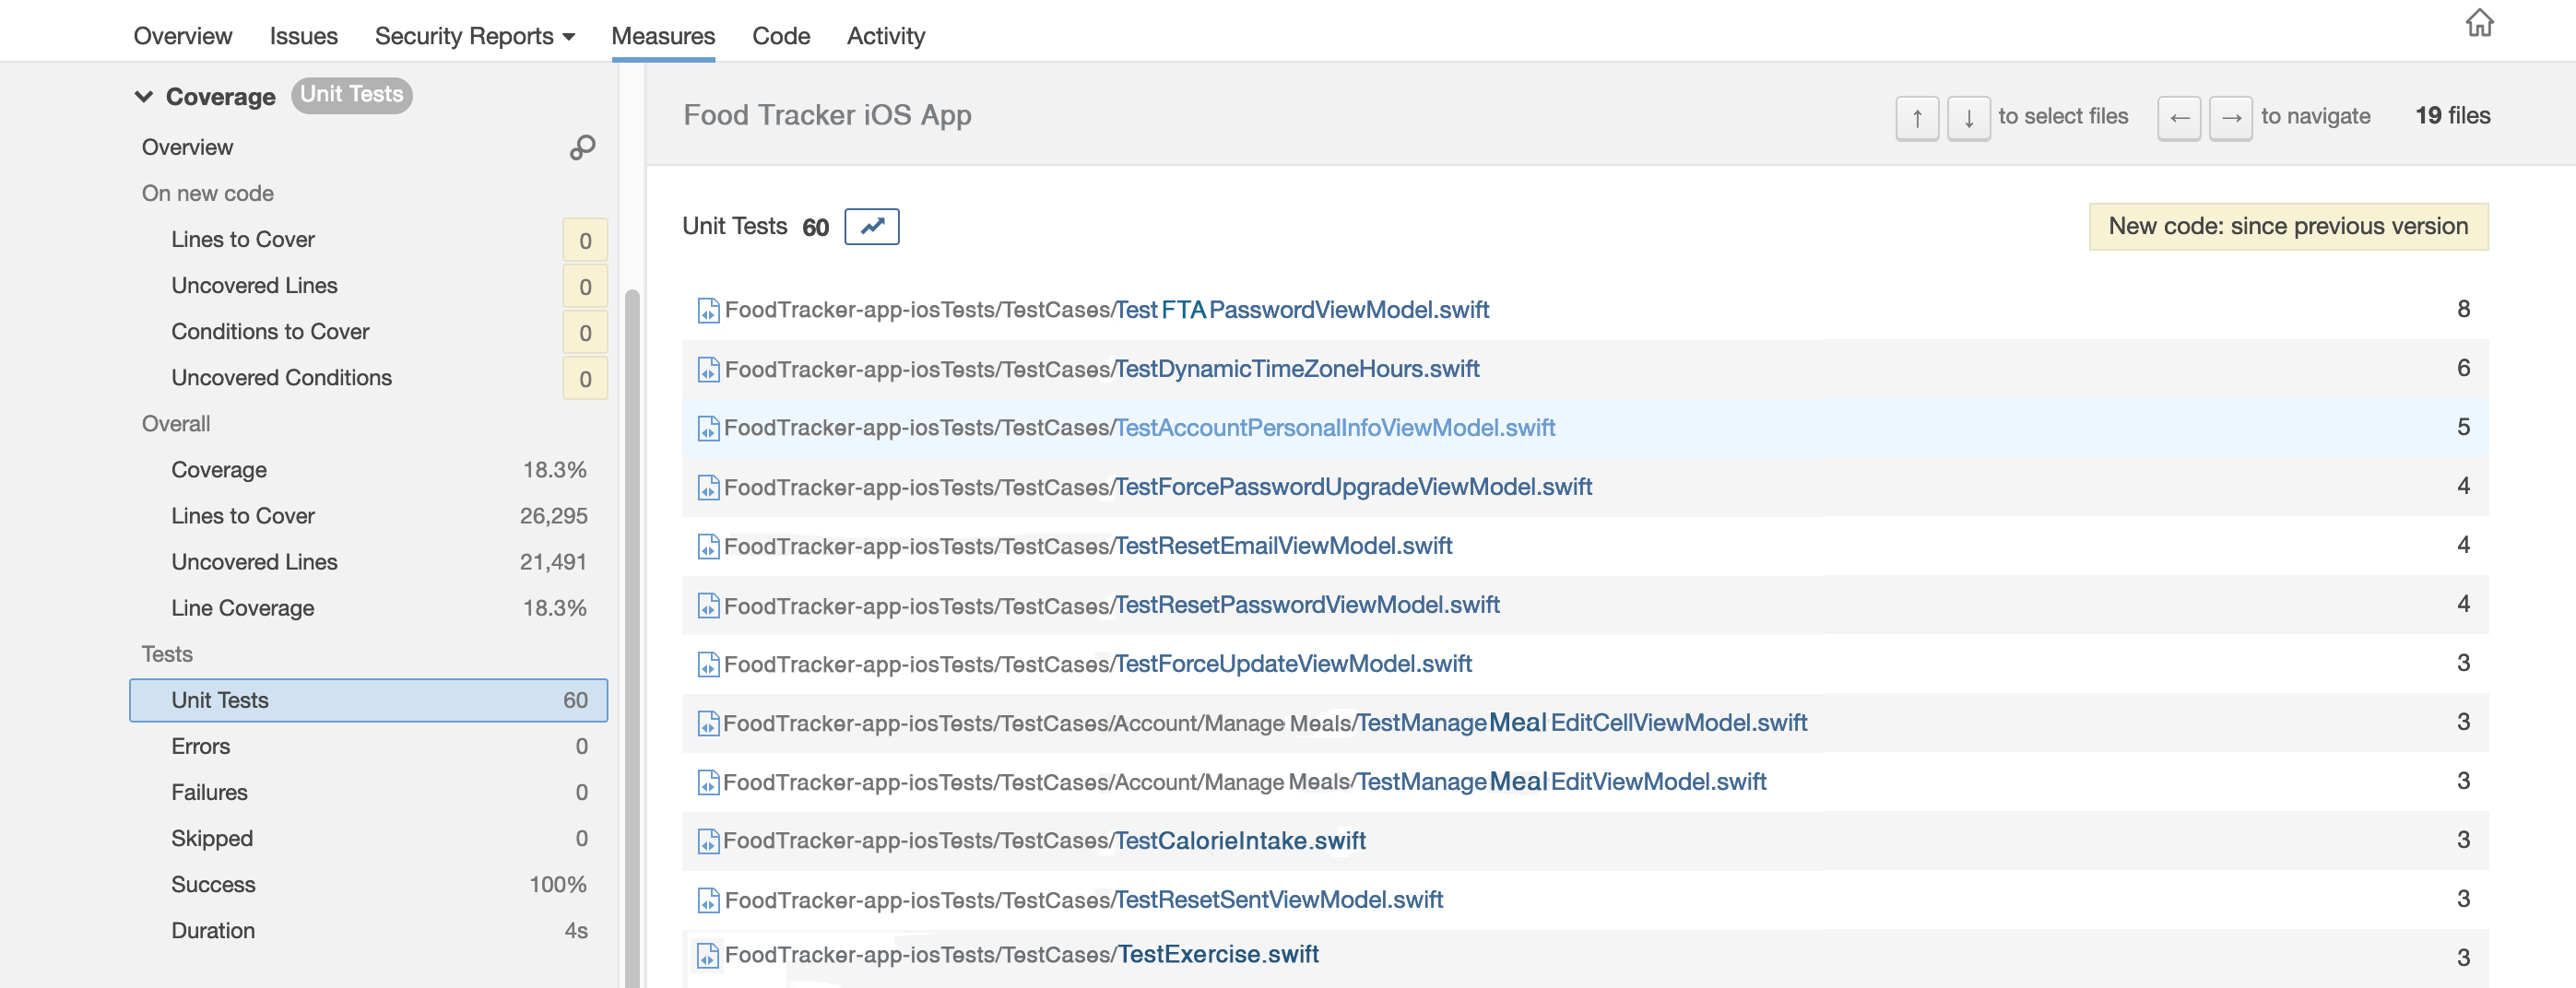 Overview Issues Security Reports Measures Code Activity
Coverage Unit Tests
Overview
On new code
Lines to Cover 0
Uncovered Lines 0
Conditions to Cover 0
Uncovered Conditions 0
Overall
Coverage 18.3%
Lines to Cover 26,295
Uncovered Lines 21,491
Line Coverage 18.3%
Tests
Unit Tests 60
Errors 0
Failures 0
Skipped 0
Success 100%
Duration 4s
Food Tracker iOS App ↑ ↓ to select files ← → to navigate 19 files
Unit Tests 60 New code: since previous version
FoodTracker-app-iosTests/TestCases/Test FTA PasswordViewModel.swift 8
FoodTracker-app-iosTests/TestCases/TestDynamicTimeZoneHours.swift 6
FoodTracker-app-iosTests/TestCases/TestAccountPersonalInfoViewModel.swift 5
FoodTracker-app-iosTests/TestCases/TestForcePasswordUpgradeViewModel.swift 4
FoodTracker-app-iosTests/TestCases/TestResetEmailViewModel.swift 4
FoodTracker-app-iosTests/TestCases/TestResetPasswordViewModel.swift 4
FoodTracker-app-iosTests/TestCases/TestForceUpdateViewModel.swift 3
FoodTracker-app-iosTests/TestCases/Account/Manage Meals/TestManage Meal EditCellViewModel.swift 3
FoodTracker-app-iosTests/TestCases/Account/Manage Meals/TestManage Meal EditViewModel.swift 3
FoodTracker-app-iosTests/TestCases/TestCalorieIntake.swift 3
FoodTracker-app-iosTests/TestCases/TestResetSentViewModel.swift 3
FoodTracker-app-iosTests/TestCases/TestExercise.swift 3